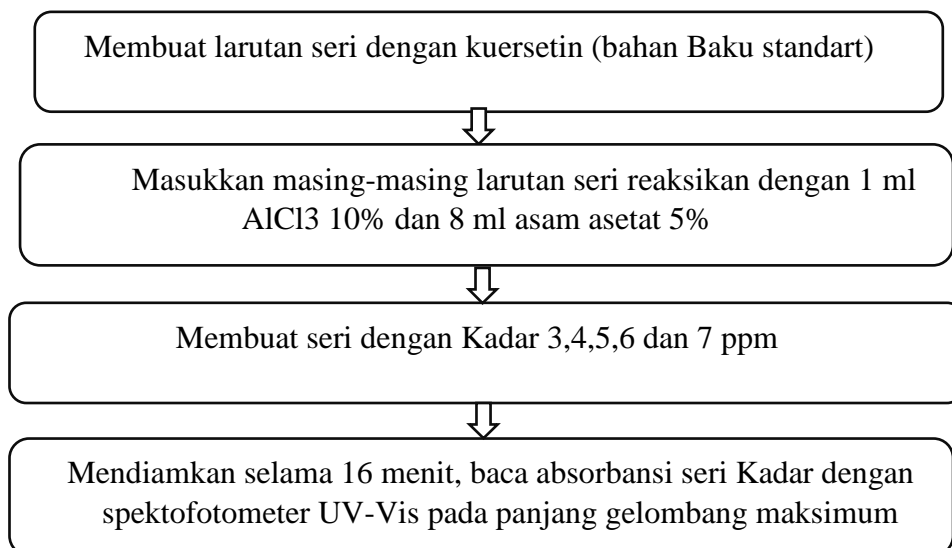 Membuat larutan seri dengan kuersetin (bahan Baku standart)
Masukkan masing-masing larutan seri reaksikan dengan 1 ml
AlCl3 10% dan 8 ml asam asetat 5%
Membuat seri dengan Kadar 3,4,5,6 dan 7 ppm
Mendiamkan selama 16 menit, baca absorbansi seri Kadar dengan
spektofotometer UV-Vis pada panjang gelombang maksimum